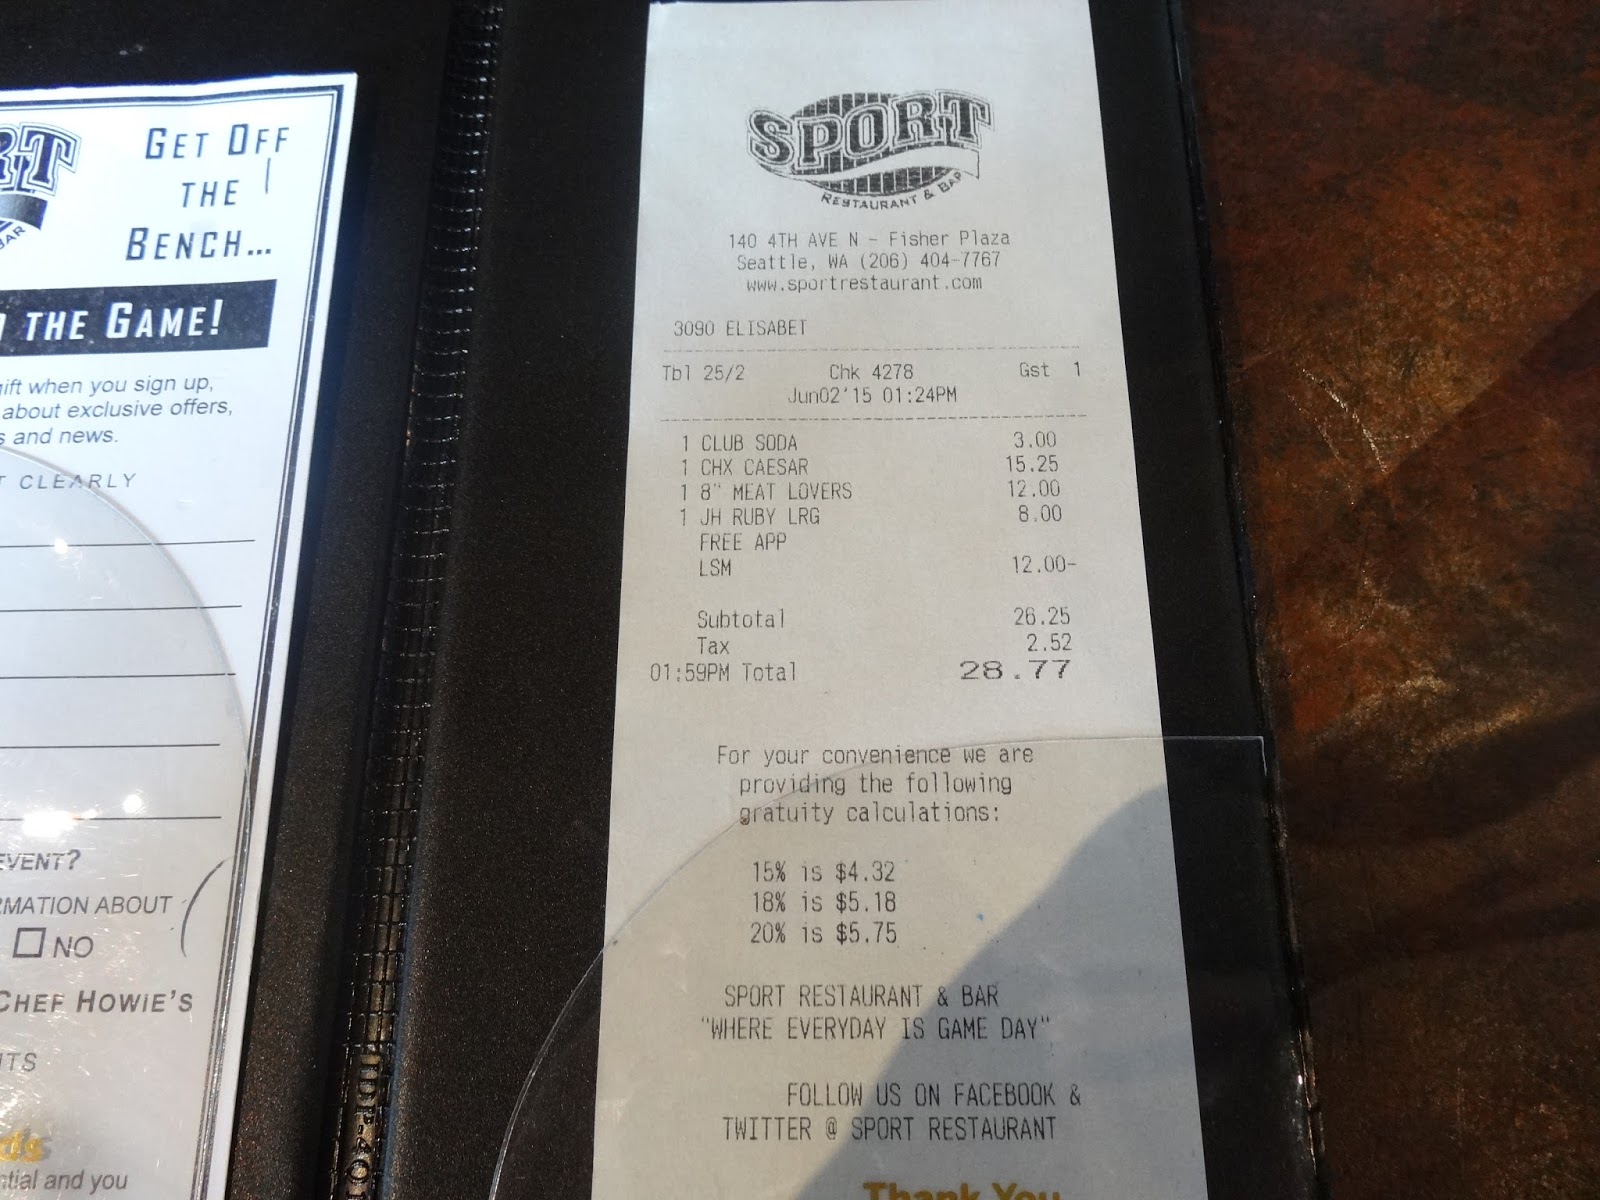 RT
BAR
GET OFF
THE
BENCH...
THE GAME!
gift when you sign up,
about exclusive offers,
and news.
CLEARLY
EVENT?
ABOUT
NO
CHEF HOWIE'S
and you
SPORT
RESTAURANT & BAR
140 4TH AVE N - Fisher Plaza
Seattle, WA (206) 404-7767
www.sportrestaurant.com
3090 ELISABET
Tbl 25/2 Chk 4278 Gst 1
Jun02'15 01:24PM
1 CLUB SODA 3.00
1 CHX CAESAR 15.25
1 8" MEAT LOVERS 12.00
1 JH RUBY LRG 8.00
FREE APP
LSM 12.00-
Subtotal 26.25
Tax 2.52
01:59PM Total 28.77
For your convenience we are
providing the following
gratuity calculations:
15% is $4.32
18% is $5.18
20% is $5.75
SPORT RESTAURANT & BAR
"WHERE EVERYDAY IS GAME DAY"
FOLLOW US ON FACEBOOK &
TWITTER @ SPORT RESTAURANT
Thank You